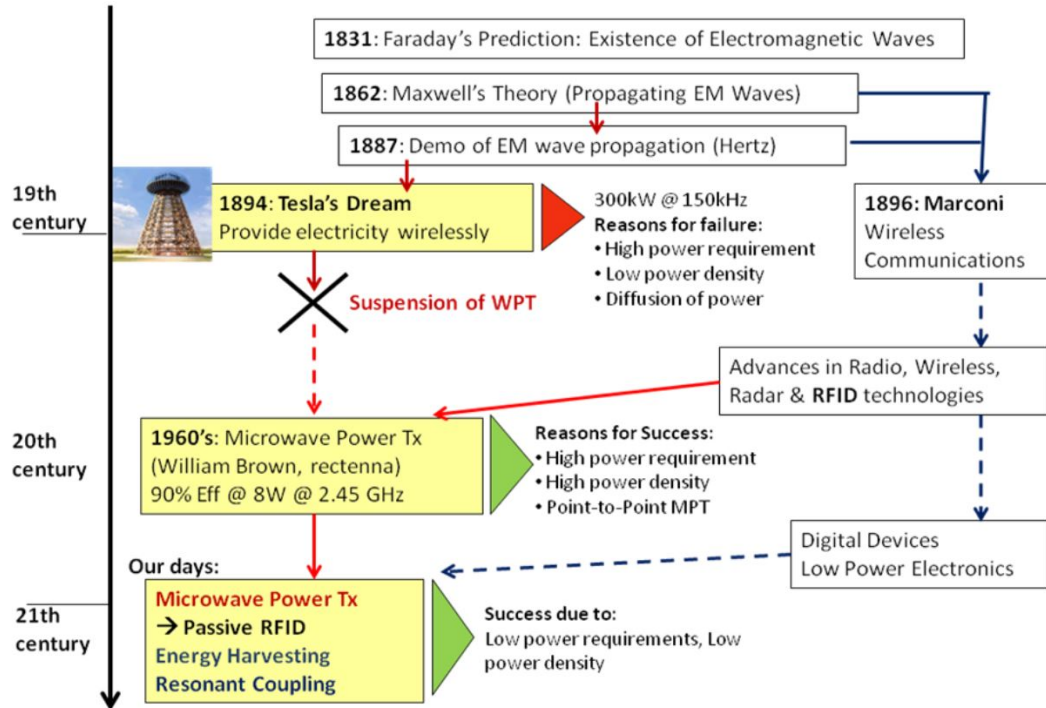 1831: Faraday's Prediction: Existence of Electromagnetic Waves
1862: Maxwell's Theory (Propagating EM Waves)
1887: Demo of EM wave propagation (Hertz)
19th
century
1894: Tesla's Dream
Provide electricity wirelessly
300kW @ 150kHz
Reasons for failure:
• High power requirement
• Low power density
• Diffusion of power
1896: Marconi
Wireless
Communications
Suspension of WPT
Advances in Radio, Wireless,
Radar & RFID technologies
20th
century
1960's: Microwave Power Tx
(William Brown, rectenna)
90% Eff @ 8W @ 2.45 GHz
Reasons for Success:
• High power requirement
• High power density
• Point-to-Point MPT
Digital Devices
Low Power Electronics
Our days:
21th
century
Microwave Power Tx
→ Passive RFID
Energy Harvesting
Resonant Coupling
Success due to:
Low power requirements, Low
power density